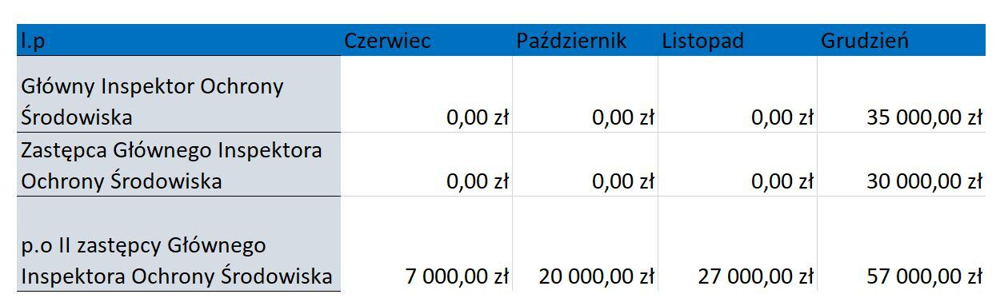 l.p Czerwiec Październik Listopad Grudzień
Główny Inspektor Ochrony
Środowiska 0,00 zł 0,00 zł 0,00 zł 35 000,00 zł
Zastępca Głównego Inspektora
Ochrony Środowiska 0,00 zł 0,00 zł 0,00 zł 30 000,00 zł
p.o II zastępcy Głównego
Inspektora Ochrony Środowiska 7 000,00 zł 20 000,00 zł 27 000,00 zł 57 000,00 zł